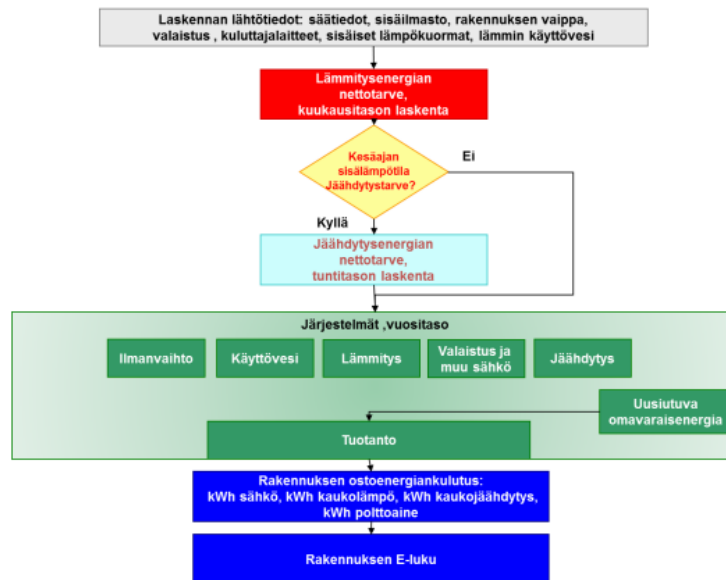 Laskennan lähtötiedot: säätiedot, sisäilmasto, rakennuksen vaippa,
valaistus , kuluttajalaitteet, sisäiset lämpökuormat, lämmin käyttövesi
Lämmitysenergian
nettotarve,
kuukausitason laskenta
Kesäajan
sisälämpötila
Jäähdytystarve?
Ei
Kyllä
Jäähdytysenergian
nettotarve,
tuntitason laskenta
Järjestelmät ,vuositaso
Ilmanvaihto
Käyttövesi
Lämmitys
Valaistus ja
muu sähkö
Jäähdytys
Uusiutuva
omavaraisenergia
Tuotanto
Rakennuksen ostoenergiankulutus:
kWh sähkö, kWh kaukolämpö, kWh kaukojäähdytys,
kWh polttoaine
Rakennuksen E-luku